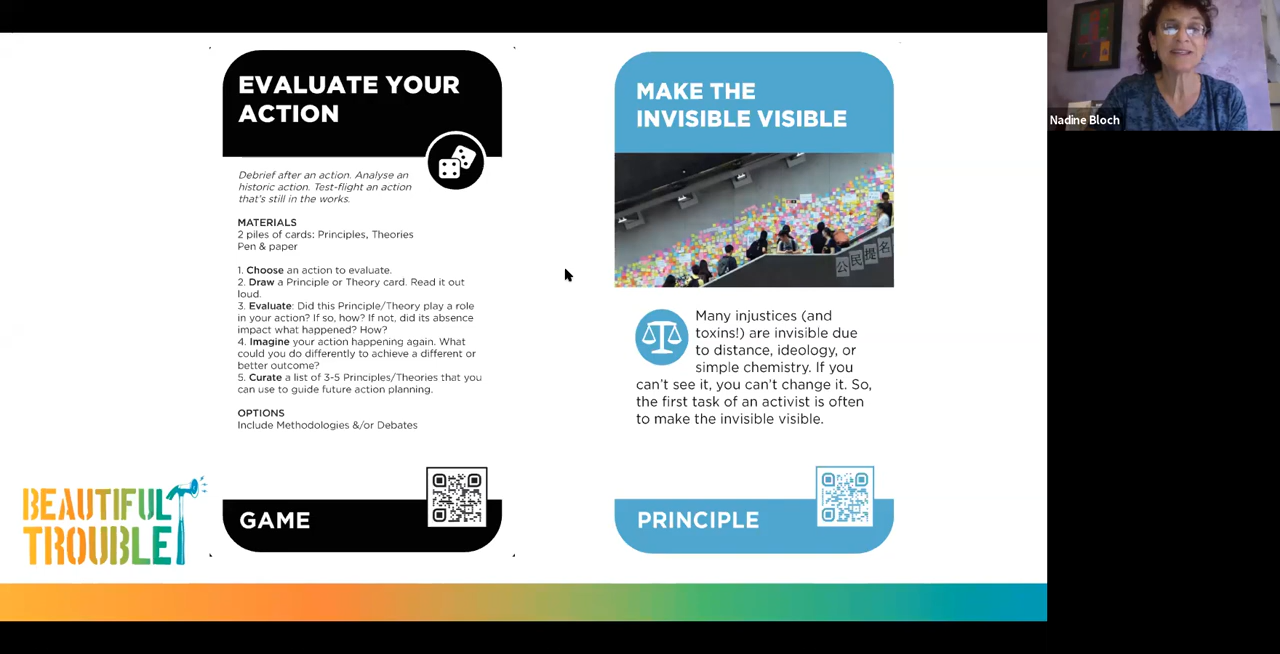 EVALUATE YOUR
ACTION
Debrief after an action. Analyse an
historic action. Test-flight an action
that's still in the works.
MATERIALS
2 piles of cards: Principles, Theories
Pen & paper
1. Choose an action to evaluate.
2. Draw a Principle or Theory card. Read it out
loud.
3. Evaluate: Did this Principle/Theory play a role
in your action? If so, how? If not, did its absence
impact what happened? How?
4. Imagine your action happening again. What
could you do differently to achieve a different or
better outcome?
5. Curate a list of 3-5 Principles/Theories that you
can use to guide future action planning.
OPTIONS
Include Methodologies &/or Debates
GAME
MAKE THE
INVISIBLE VISIBLE
公民提名
Many injustices (and
toxins!) are invisible due
to distance, ideology, or
simple chemistry. If you
can't see it, you can't change it. So,
the first task of an activist is often
to make the invisible visible.
PRINCIPLE
BEAUTIFUL
TROUBLE
Nadine Bloch